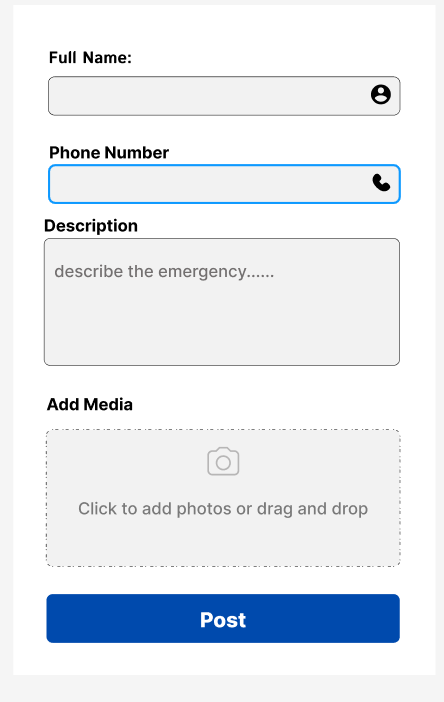 Full Name:
Phone Number
Description
describe the emergency......
Add Media
Click to add photos or drag and drop
Post